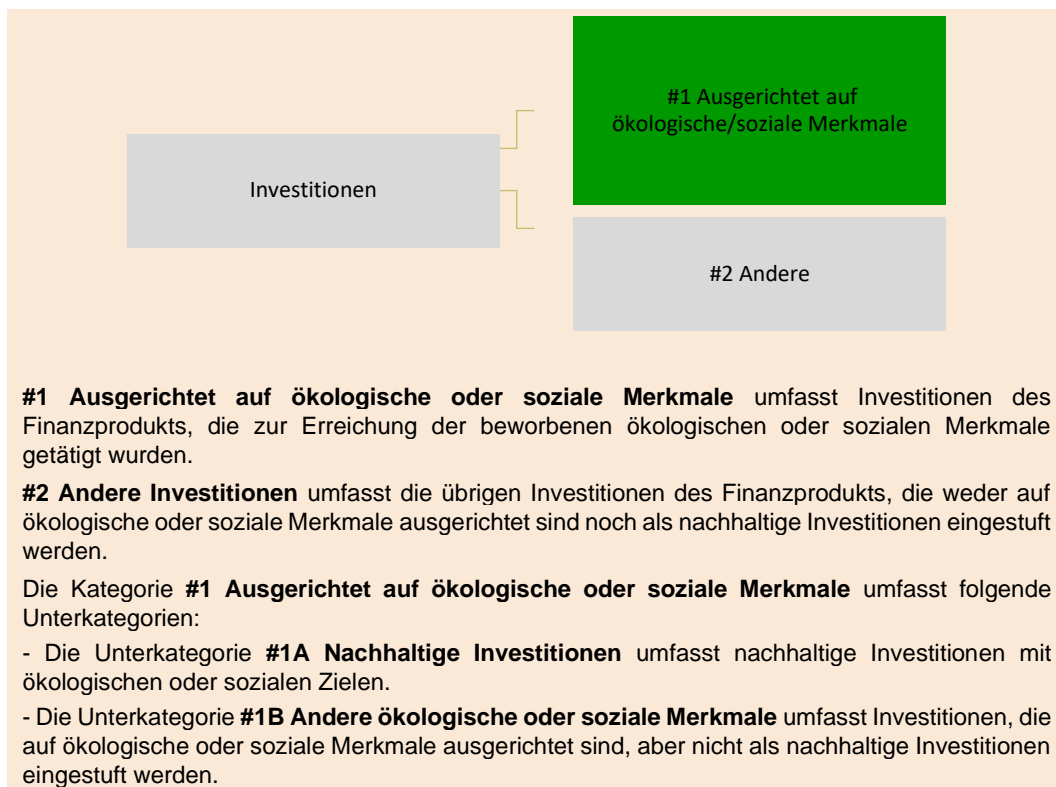 #1 Ausgerichtet auf
ökologische/soziale Merkmale
Investitionen
#2 Andere
#1 Ausgerichtet auf ökologische oder soziale Merkmale umfasst Investitionen des
Finanzprodukts, die zur Erreichung der beworbenen ökologischen oder sozialen Merkmale
getätigt wurden.
#2 Andere Investitionen umfasst die übrigen Investitionen des Finanzprodukts, die weder auf
ökologische oder soziale Merkmale ausgerichtet sind noch als nachhaltige Investitionen eingestuft
werden.
Die Kategorie #1 Ausgerichtet auf ökologische oder soziale Merkmale umfasst folgende
Unterkategorien:
- Die Unterkategorie #1A Nachhaltige Investitionen umfasst nachhaltige Investitionen mit
ökologischen oder sozialen Zielen.
- Die Unterkategorie #1B Andere ökologische oder soziale Merkmale umfasst Investitionen, die
auf ökologische oder soziale Merkmale ausgerichtet sind, aber nicht als nachhaltige Investitionen
eingestuft werden.